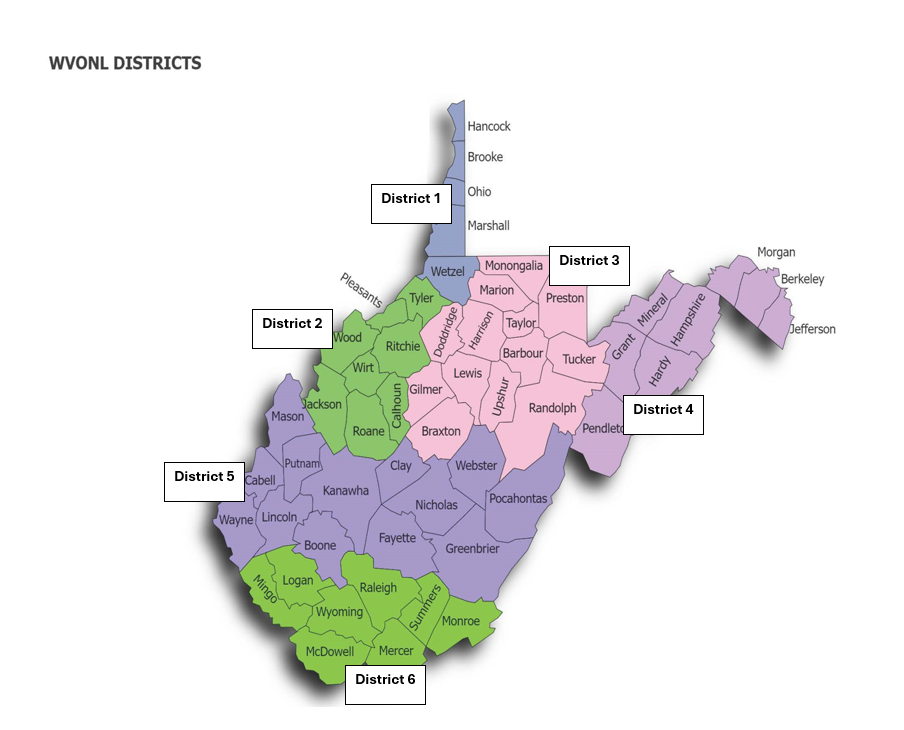 WVONL DISTRICTS
Hancock
Brooke
Ohio
District 1
Marshall
Morgan
Wetzel
Monongalia
District 3
Berkeley
Pleasants
Tyler
Marion
Preston
Mineral
Hampshire
District 2
Wood
Doddridge
Harrison
Taylor
Jefferson
Ritchie
Barbour
Tucker
Grant
Wirt
Lewis
Hardy
Jackson
Calhoun
Gilmer
Upshur
Randolph
District 4
Mason
Roane
Braxton
Pendleto
Putnam
Clay
Webster
District 5
Cabell
Kanawha
Nicholas
Pocahontas
Wayne
Lincoln
Boone
Fayette
Greenbrier
Mingo
Logan
Raleigh
Summers
Wyoming
Monroe
McDowell
Mercer
District 6